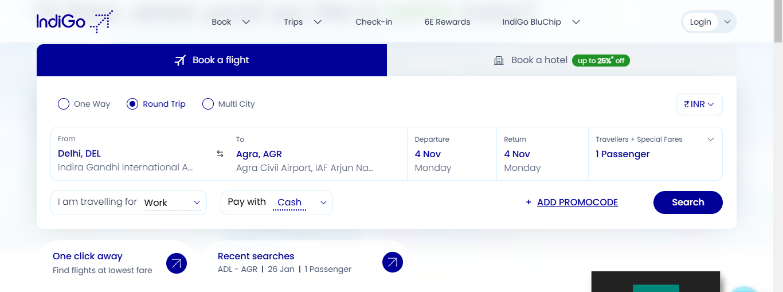 IndiGo
Book
Trips
Check-in
6E Rewards
IndiGo BluChip
Login
Book a flight
Book a hotel
up to 25%* off
One Way
Round Trip
Multi City
₹ INR
From
Delhi, DEL
Indira Gandhi International A...
To
Agra, AGR
Agra Civil Airport, IAF Arjun Na...
Departure
4 Nov
Monday
Return
4 Nov
Monday
Travellers + Special Fares
1 Passenger
I am travelling for Work
Pay with Cash
+ ADD PROMOCODE
Search
One click away
Find flights at lowest fare
Recent searches
ADL - AGR | 26 Jan | 1 Passenger